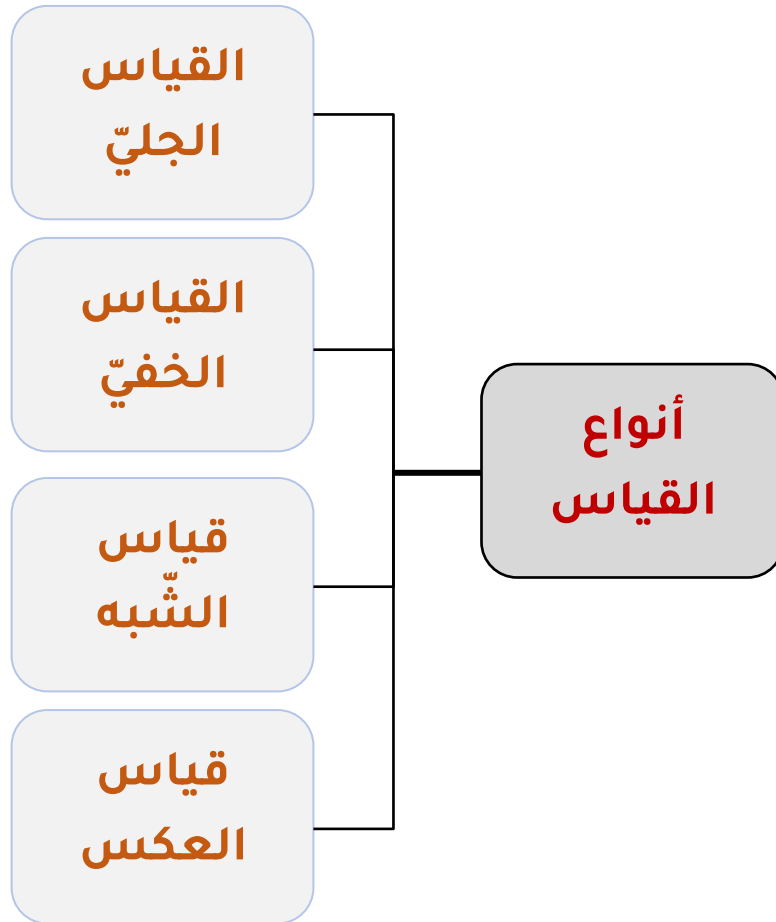 أنواع
القياس
القياس
الجليّ
القياس
الخفيّ
قياس
الشّبه
قياس
العكس